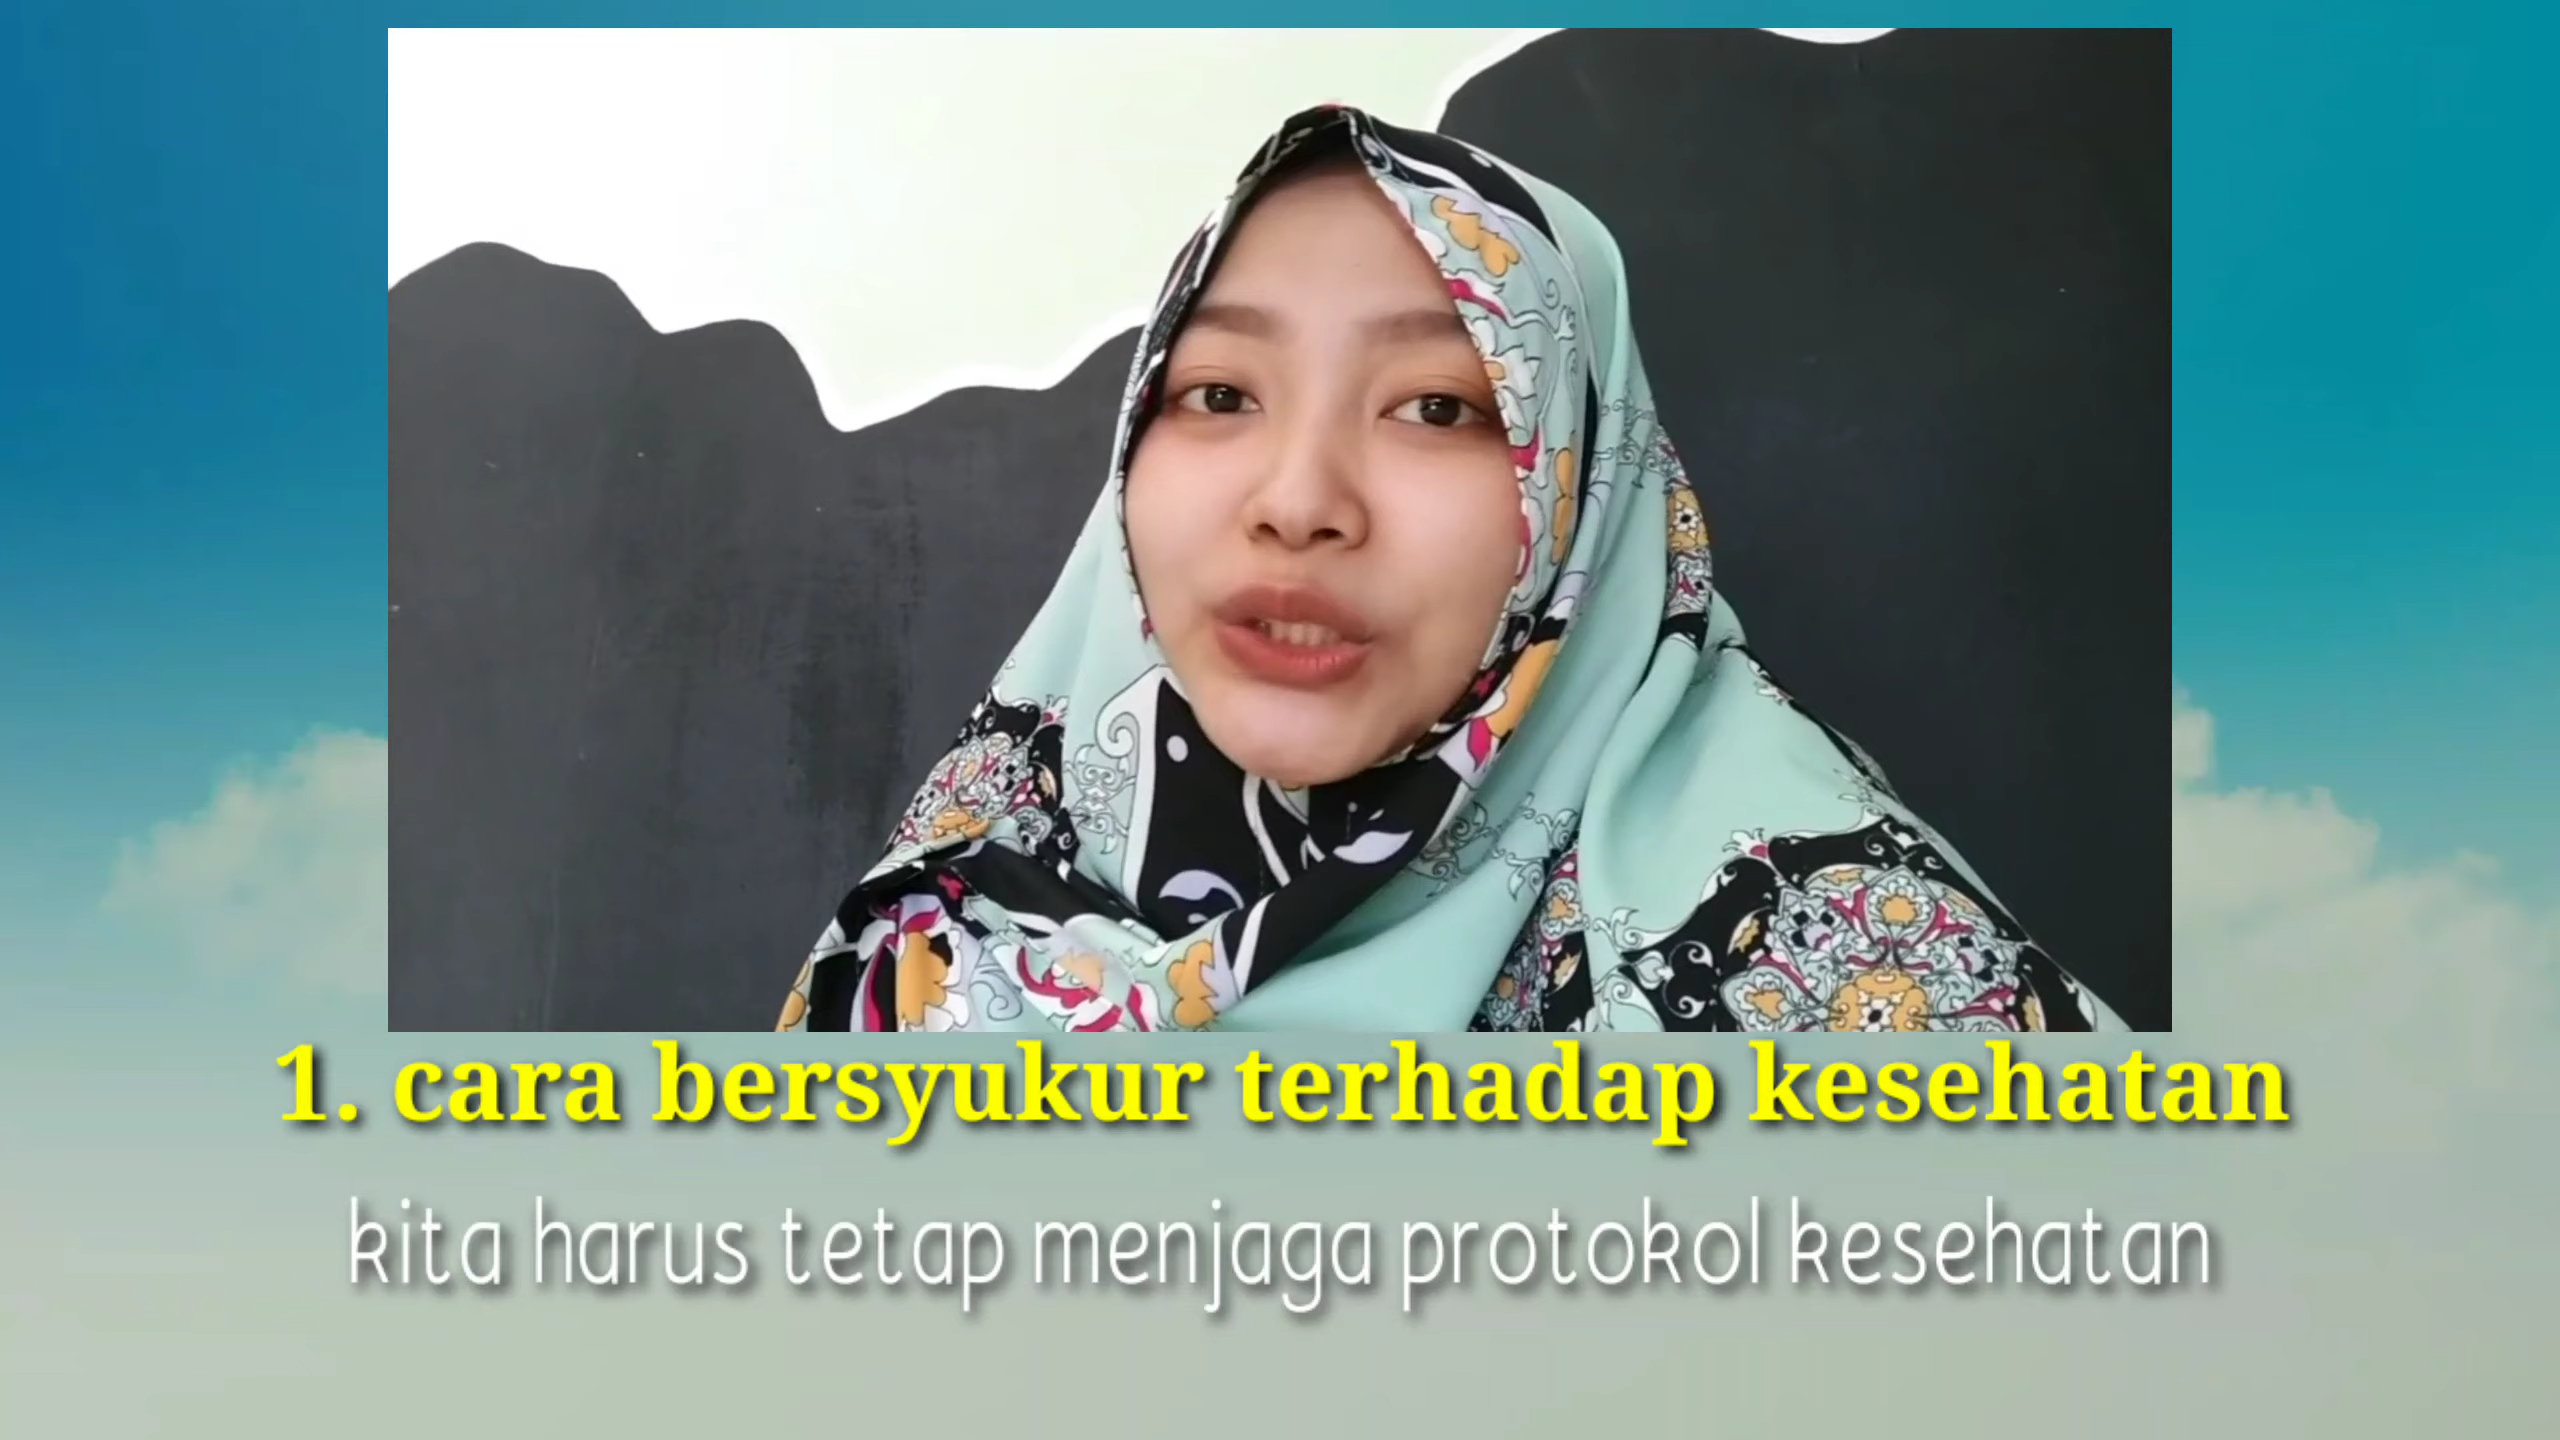 1. cara bersyukur terhadap kesehatan
kita harus tetap menjaga protokol kesehatan